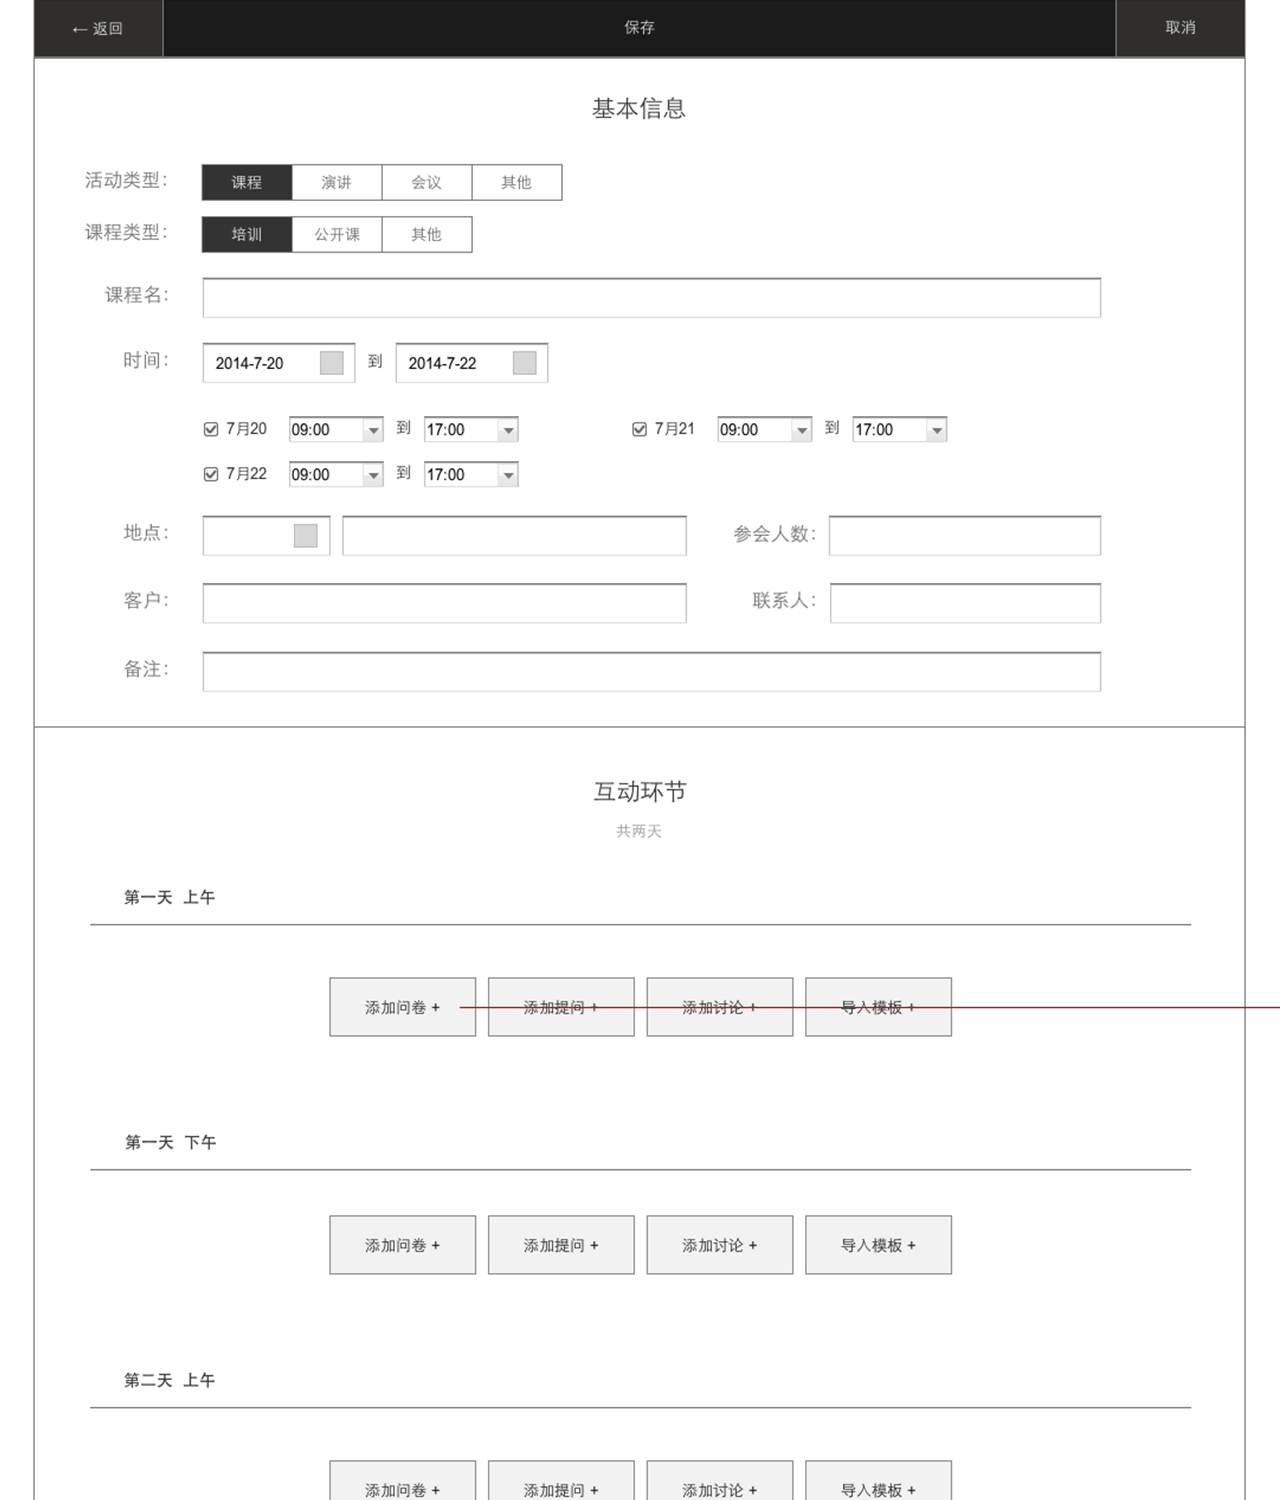 ← 返回 保存 取消
基本信息
活动类型： 课程 演讲 会议 其他
课程类型： 培训 公开课 其他
课程名：
时间： 2014-7-20 到 2014-7-22
7月20 09:00 到 17:00 7月21 09:00 到 17:00
7月22 09:00 到 17:00
地点： 参会人数：
客户： 联系人：
备注：
互动环节
共两天
第一天 上午
添加问卷 + 添加提问 + 添加讨论 + 导入模板 +
第一天 下午
添加问卷 + 添加提问 + 添加讨论 + 导入模板 +
第二天 上午
添加问卷 + 添加提问 + 添加讨论 + 导入模板 +